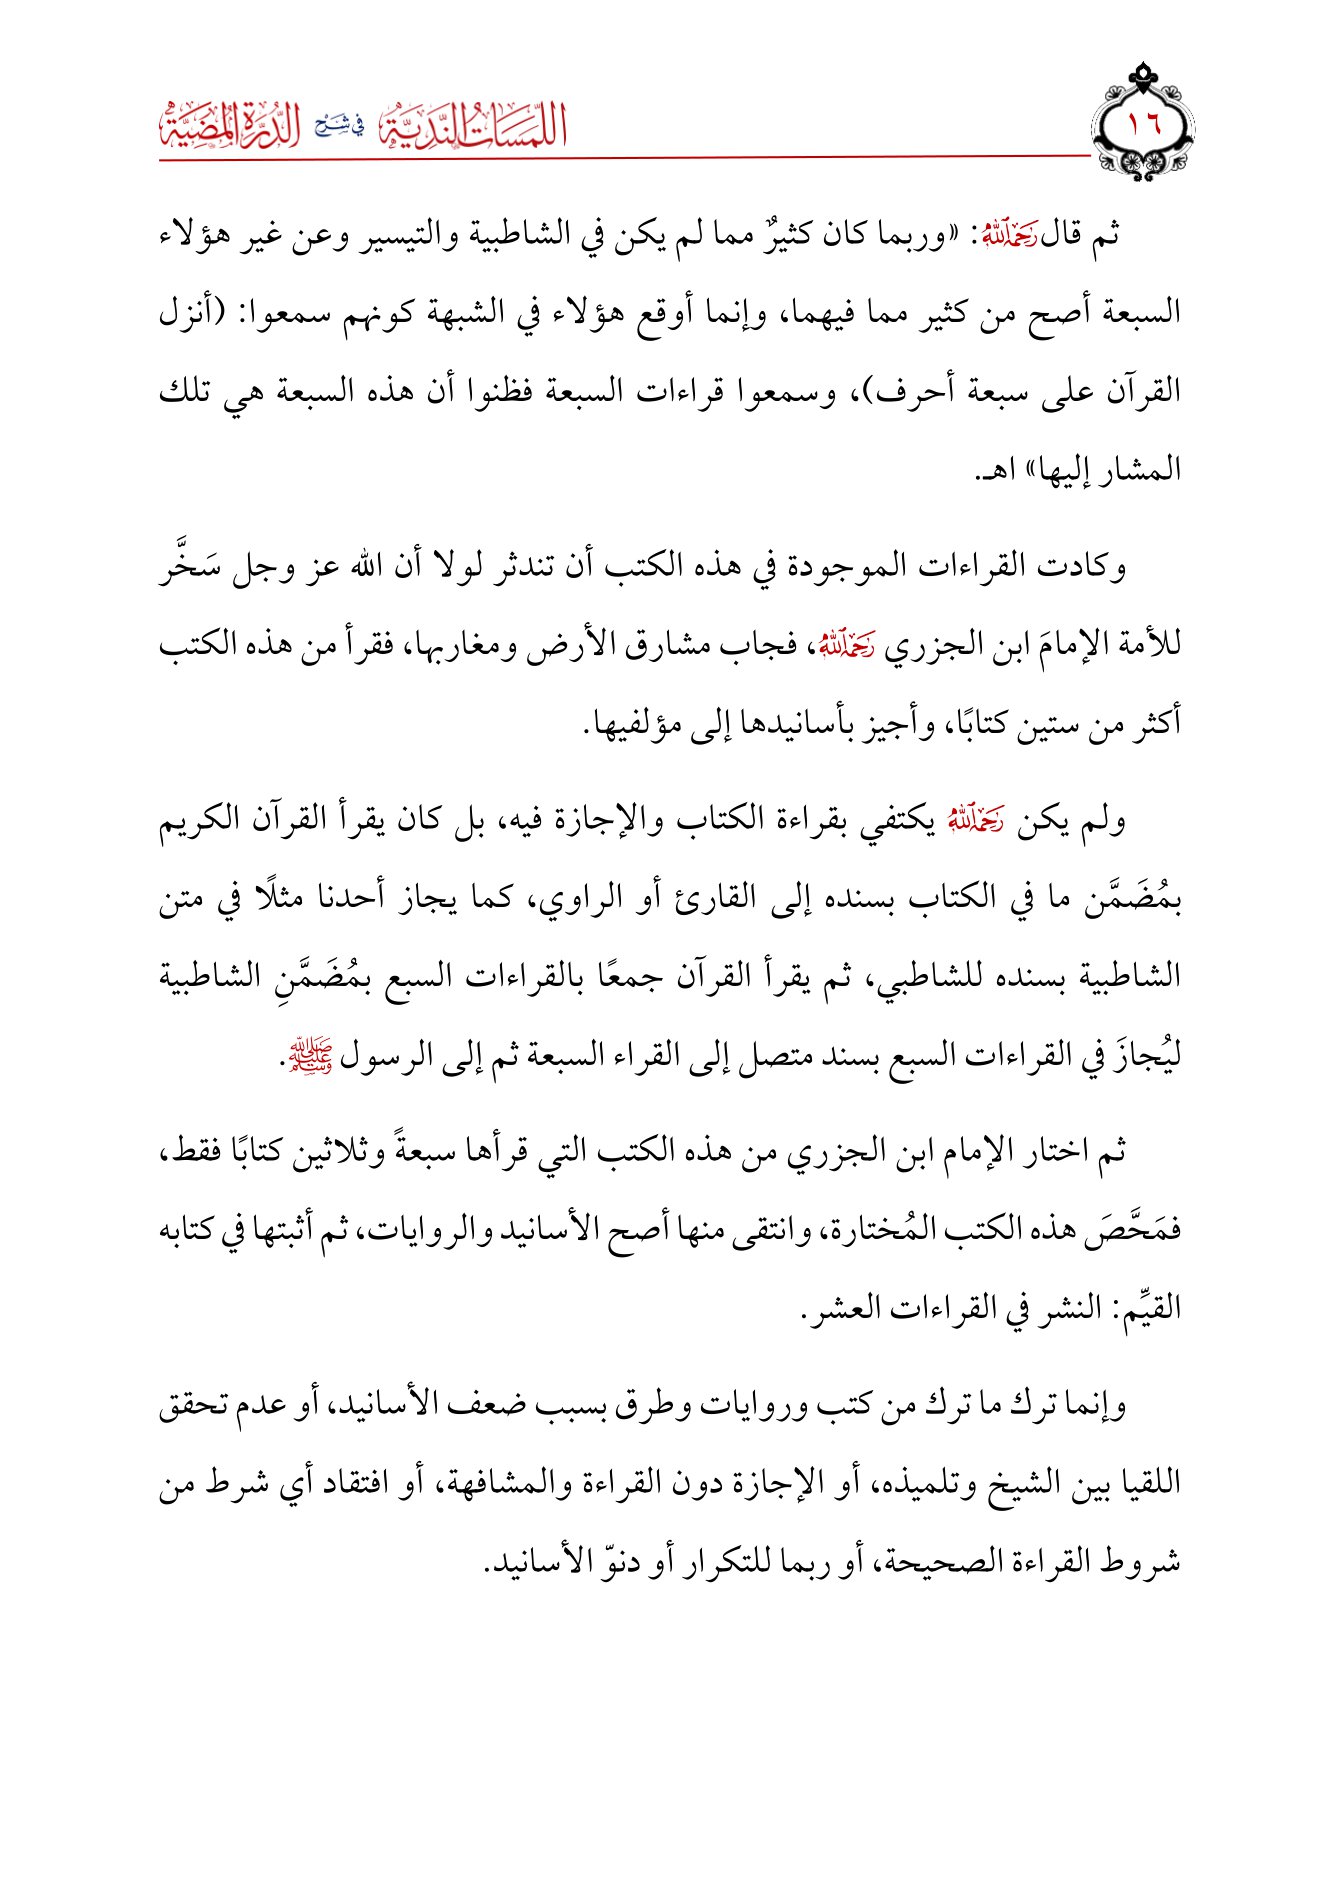 ١٦
اللَّمَسَاتُ النَّدِيَّة في شَرْح الدُّرَّة المُضِيَّة
ثم قال رَحِمَهُ ٱللَّهُ: «وربما كان كثيرٌ مما لم يكن في الشاطبية والتيسير وعن غير هؤلاء
السبعة أصح من كثير مما فيهما، وإنما أوقع هؤلاء في الشبهة كونهم سمعوا: (أنزل
القرآن على سبعة أحرف)، وسمعوا قراءات السبعة فظنوا أن هذه السبعة هي تلك
المشار إليها» اهـ.
وكادت القراءات الموجودة في هذه الكتب أن تندثر لولا أن الله عز وجل سَخَّر
للأمة الإمامَ ابن الجزري رَحِمَهُ ٱللَّهُ، فجاب مشارق الأرض ومغاربها، فقرأ من هذه الكتب
أكثر من ستين كتابًا، وأجيز بأسانيدها إلى مؤلفيها.
ولم يكن رَحِمَهُ ٱللَّهُ يكتفي بقراءة الكتاب والإجازة فيه، بل كان يقرأ القرآن الكريم
بمُضَمَّن ما في الكتاب بسنده إلى القارئ أو الراوي، كما يجاز أحدنا مثلًا في متن
الشاطبية بسنده للشاطبي، ثم يقرأ القرآن جمعًا بالقراءات السبع بمُضَمَّنِ الشاطبية
ليُجازَ في القراءات السبع بسند متصل إلى القراء السبعة ثم إلى الرسول ﷺ.
ثم اختار الإمام ابن الجزري من هذه الكتب التي قرأها سبعةً وثلاثين كتابًا فقط،
فمَحَّصَ هذه الكتب المُختارة، وانتقى منها أصح الأسانيد والروايات، ثم أثبتها في كتابه
القيِّم: النشر في القراءات العشر.
وإنما ترك ما ترك من كتب وروايات وطرق بسبب ضعف الأسانيد، أو عدم تحقق
اللقيا بين الشيخ وتلميذه، أو الإجازة دون القراءة والمشافهة، أو افتقاد أي شرط من
شروط القراءة الصحيحة، أو ربما للتكرار أو دنوّ الأسانيد.